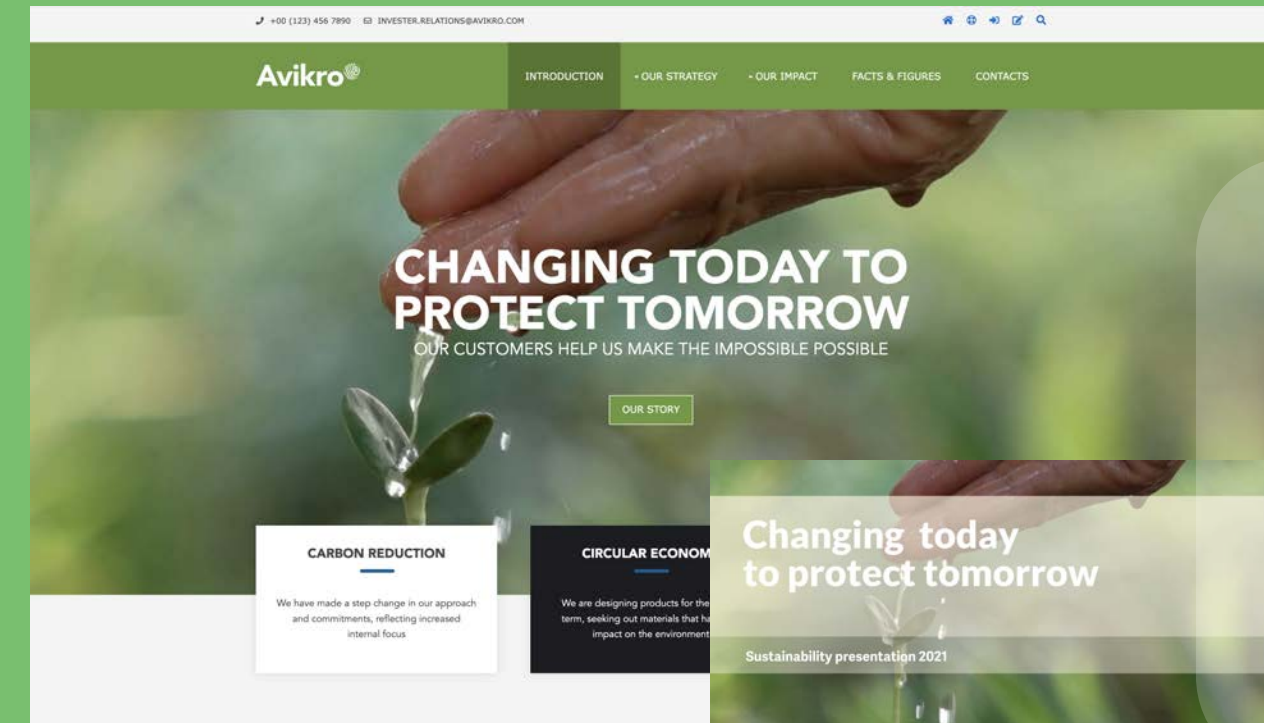 +00 (123) 456 7890 INVESTER.RELATIONS@AVIKRO.COM
Avikro
INTRODUCTION OUR STRATEGY OUR IMPACT FACTS & FIGURES CONTACTS
CHANGING TODAY TO
PROTECT TOMORROW
OUR CUSTOMERS HELP US MAKE THE IMPOSSIBLE POSSIBLE
OUR STORY
CARBON REDUCTION
We have made a step change in our approach
and commitments, reflecting increased
internal focus
CIRCULAR ECONOM
We are designing products for the
term, seeking out materials that ha
impact on the environment
Changing today
to protect tomorrow
Sustainability presentation 2021